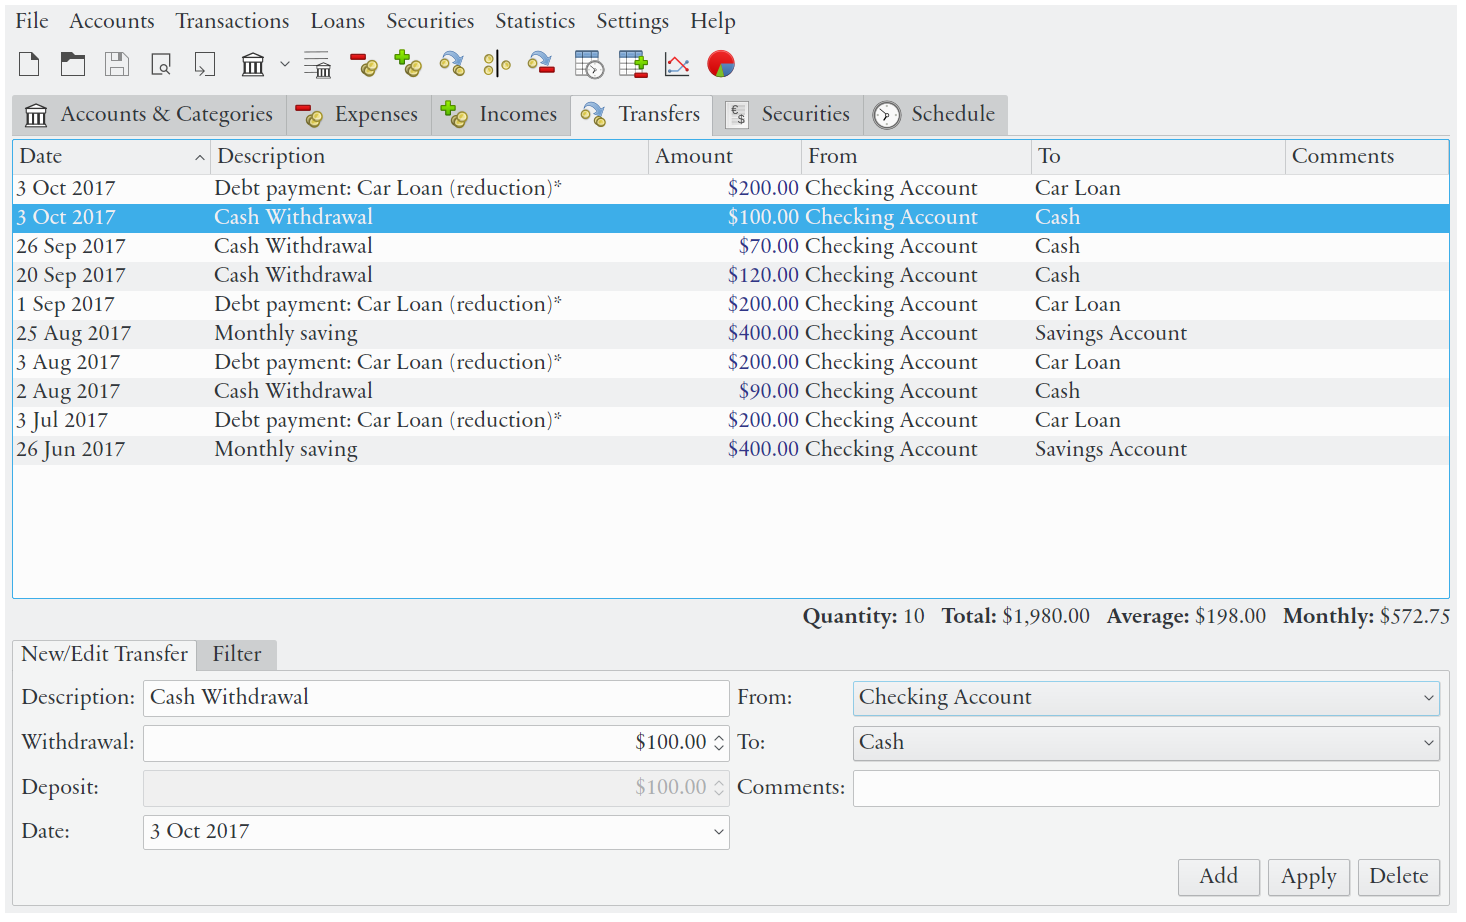 File Accounts Transactions Loans Securities Statistics Settings Help
Accounts & Categories Expenses Incomes Transfers Securities Schedule
Date Description Amount From To Comments
3 Oct 2017 Debt payment: Car Loan (reduction)* $200.00 Checking Account Car Loan
3 Oct 2017 Cash Withdrawal $100.00 Checking Account Cash
26 Sep 2017 Cash Withdrawal $70.00 Checking Account Cash
20 Sep 2017 Cash Withdrawal $120.00 Checking Account Cash
1 Sep 2017 Debt payment: Car Loan (reduction)* $200.00 Checking Account Car Loan
25 Aug 2017 Monthly saving $400.00 Checking Account Savings Account
3 Aug 2017 Debt payment: Car Loan (reduction)* $200.00 Checking Account Car Loan
2 Aug 2017 Cash Withdrawal $90.00 Checking Account Cash
3 Jul 2017 Debt payment: Car Loan (reduction)* $200.00 Checking Account Car Loan
26 Jun 2017 Monthly saving $400.00 Checking Account Savings Account
Quantity: 10 Total: $1,980.00 Average: $198.00 Monthly: $572.75
New/Edit Transfer Filter
Description: Cash Withdrawal From: Checking Account
Withdrawal: $100.00 To: Cash
Deposit: $100.00 Comments:
Date: 3 Oct 2017
Add Apply Delete